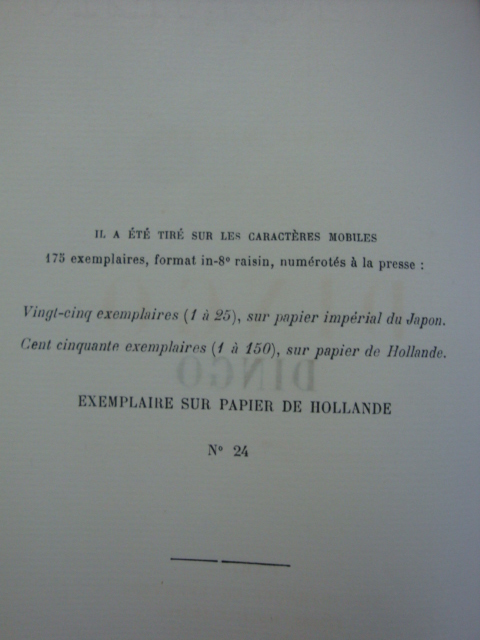 IL A ÉTÉ TIRÉ SUR LES CARACTÈRES MOBILES
175 exemplaires, format in-8° raisin, numérotés à la presse :
Vingt-cinq exemplaires (1 à 25), sur papier impérial du Japon.
Cent cinquante exemplaires (1 à 150), sur papier de Hollande.
DINGO
EXEMPLAIRE SUR PAPIER DE HOLLANDE
N° 24